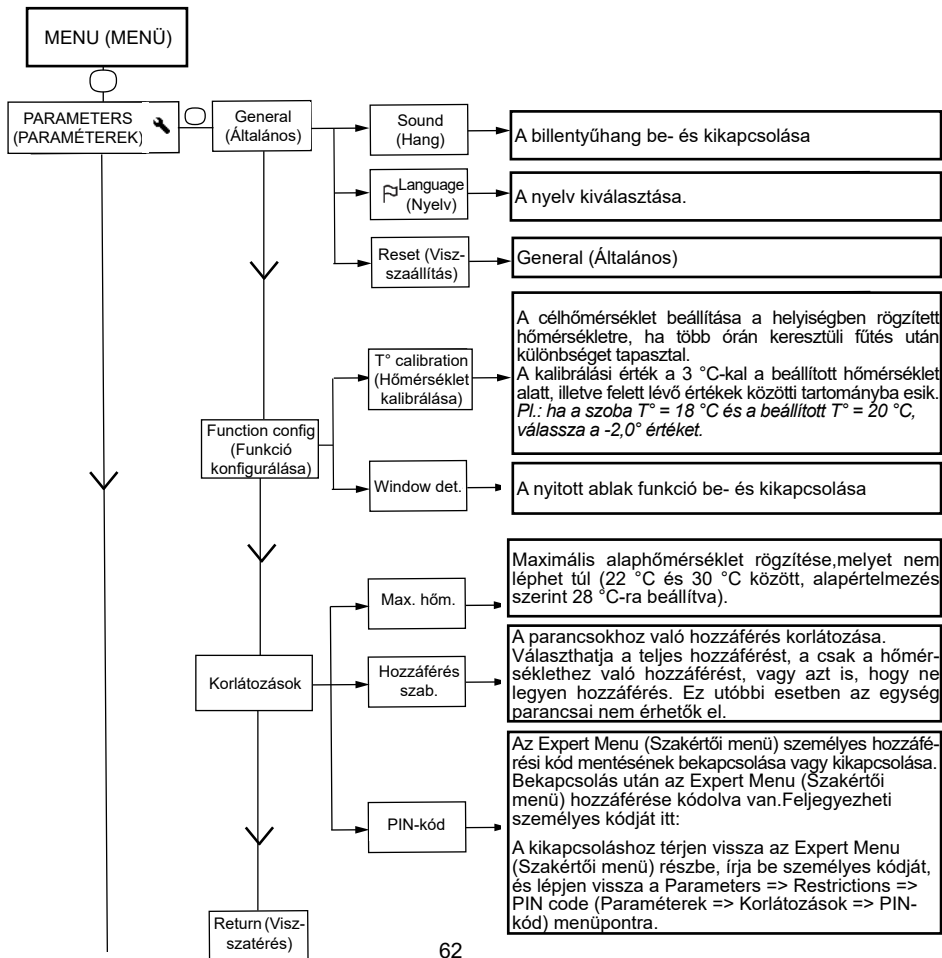 MENU (MENÜ)
PARAMETERS
(PARAMÉTEREK)
General
(Általános)
Sound
(Hang)
A billentyűhang be- és kikapcsolása
Language
(Nyelv)
A nyelv kiválasztása.
Reset (Visz-
szaállítás)
General (Általános)
Function config
(Funkció
konfigurálása)
T° calibration
(Hőmérséklet
kalibrálása)
A célhőmérséklet beállítása a helyiségben rögzített
hőmérsékletre, ha több órán keresztüli fűtés után
különbséget tapasztal.
A kalibrálási érték a 3 °C-kal a beállított hőmérséklet
alatt, illetve felett lévő értékek közötti tartományba esik.
Pl.: ha a szoba T° = 18 °C és a beállított T° = 20 °C,
válassza a -2,0° értéket.
Window det.
A nyitott ablak funkció be- és kikapcsolása
Korlátozások
Max. hőm.
Maximális alaphőmérséklet rögzítése,melyet nem
léphet túl (22 °C és 30 °C között, alapértelmezés
szerint 28 °C-ra beállítva).
Hozzáférés
szab.
A parancsokhoz való hozzáférés korlátozása.
Választhatja a teljes hozzáférést, a csak a hőmér-
séklethez való hozzáférést, vagy azt is, hogy ne
legyen hozzáférés. Ez utóbbi esetben az egység
parancsai nem érhetők el.
PIN-kód
Az Expert Menu (Szakértői menü) személyes hozzáfé-
rési kód mentésének bekapcsolása vagy kikapcsolása.
Bekapcsolás után az Expert Menu (Szakértői
menü) hozzáférése kódolva van.Feljegyezheti
személyes kódját itt:
A kikapcsoláshoz térjen vissza az Expert Menu
(Szakértői menü) részbe, írja be személyes kódját,
és lépjen vissza a Parameters => Restrictions =>
PIN code (Paraméterek => Korlátozások => PIN-
kód) menüpontra.
Return (Visz-
szatérés)
62